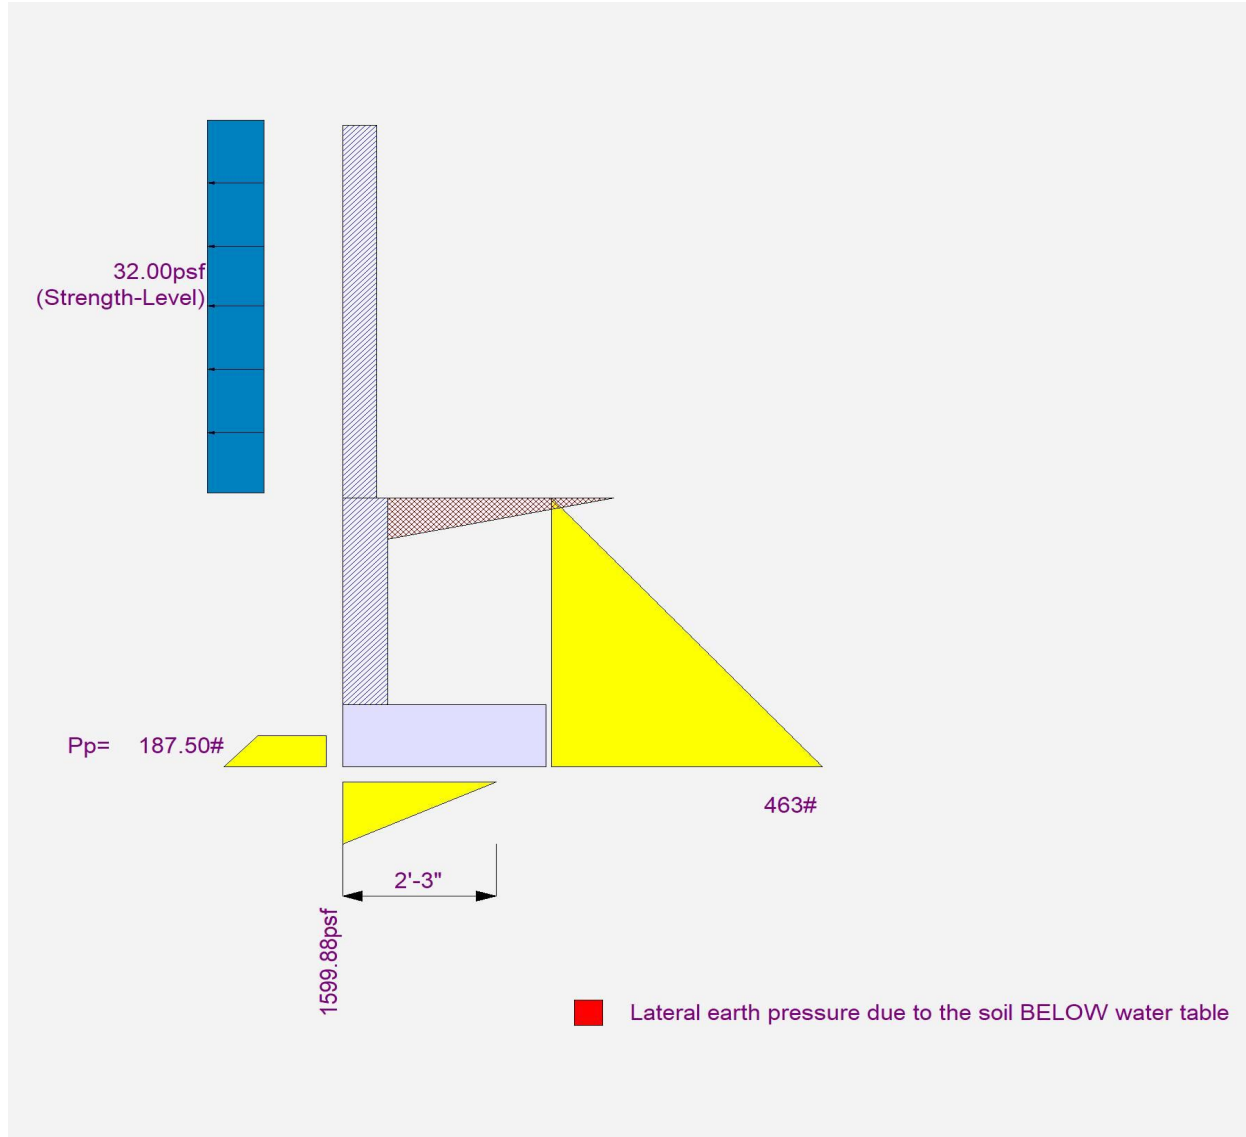 32.00psf
(Strength-Level)
Pp= 187.50#
463#
2'-3"
1599.88psf
Lateral earth pressure due to the soil BELOW water table